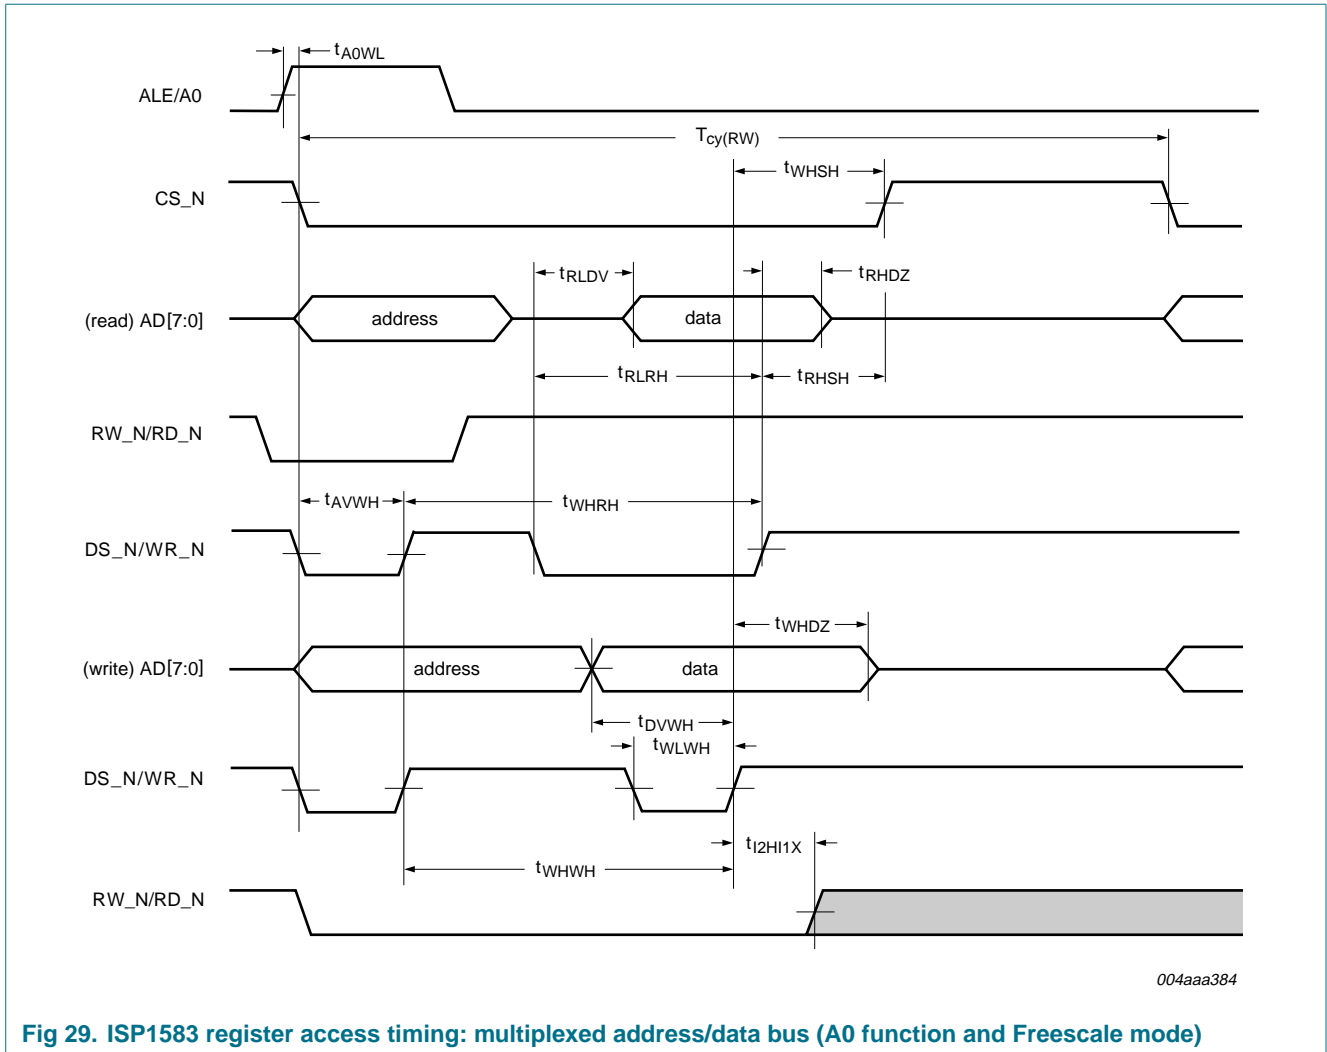 tA0WL
ALE/A0
Tcy(RW)
tWHSH
CS_N
tRLDV
tRHDZ
(read) AD[7:0]
address
data
tRLRH
tRHSH
RW_N/RD_N
tAVWH
tWHRH
DS_N/WR_N
tWHDZ
(write) AD[7:0]
address
data
tDVWH
tWLWH
DS_N/WR_N
tI2HI1X
tWHWH
RW_N/RD_N
004aaa384
Fig 29. ISP1583 register access timing: multiplexed address/data bus (A0 function and Freescale mode)